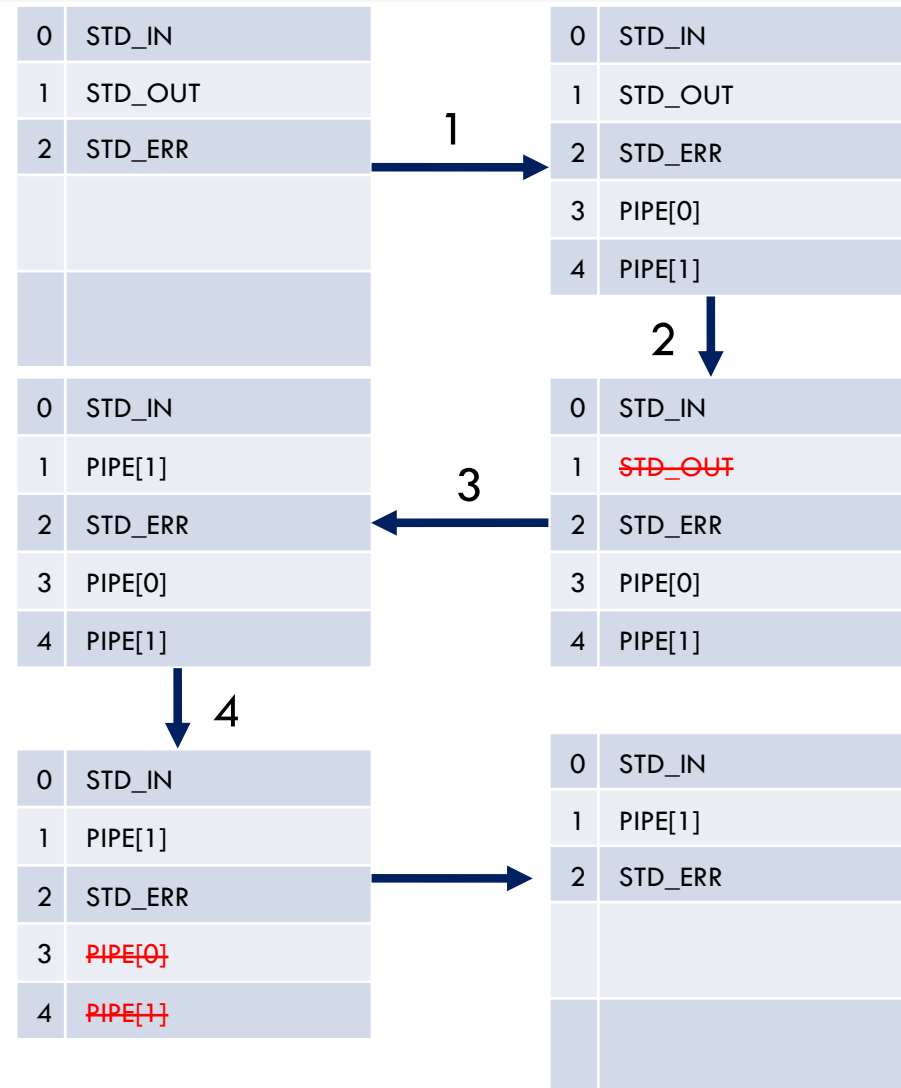 0 STD_IN
1 STD_OUT
2 STD_ERR
1
0 STD_IN
1 STD_OUT
2 STD_ERR
3 PIPE[0]
4 PIPE[1]
2
0 STD_IN
1 STD_OUT
2 STD_ERR
3 PIPE[0]
4 PIPE[1]
3
0 STD_IN
1 PIPE[1]
2 STD_ERR
3 PIPE[0]
4 PIPE[1]
4
0 STD_IN
1 PIPE[1]
2 STD_ERR
3 PIPE[0]
4 PIPE[1]
0 STD_IN
1 PIPE[1]
2 STD_ERR